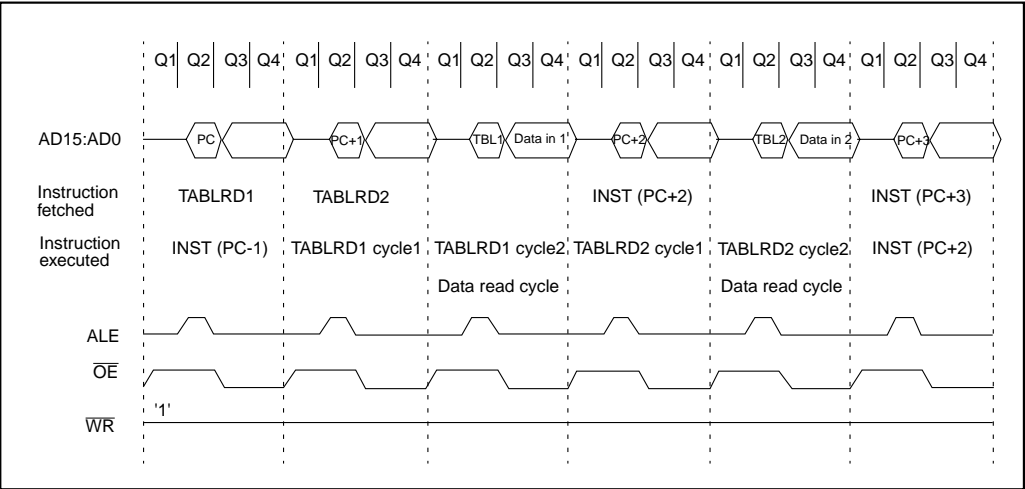 Q1 Q2 Q3 Q4 Q1 Q2 Q3 Q4 Q1 Q2 Q3 Q4 Q1 Q2 Q3 Q4 Q1 Q2 Q3 Q4 Q1 Q2 Q3 Q4
AD15:AD0 PC PC+1 TBL1 Data in 1 PC+2 TBL2 Data in 2 PC+3
Instruction
fetched
TABLRD1 TABLRD2 INST (PC+2) INST (PC+3)
Instruction
executed
INST (PC-1) TABLRD1 cycle1 TABLRD1 cycle2 TABLRD2 cycle1 TABLRD2 cycle2 INST (PC+2)
Data read cycle Data read cycle
ALE
OE
'1'
WR